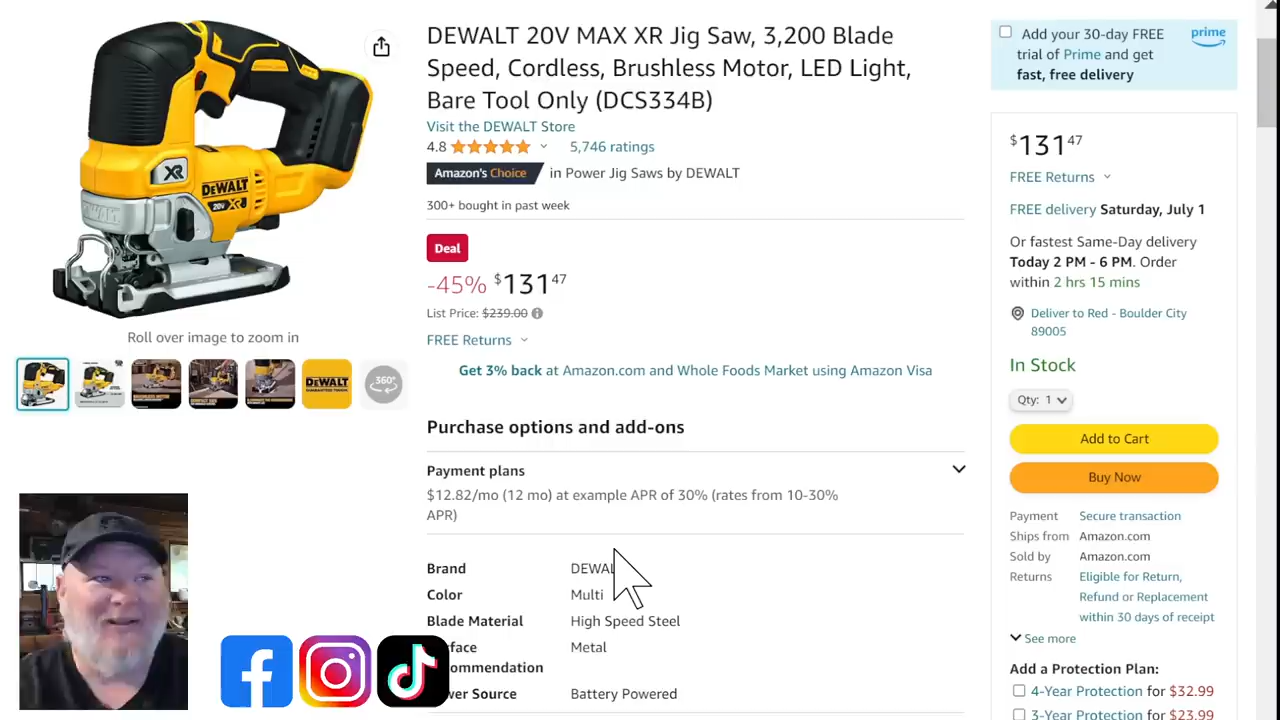 DEWALT 20V MAX XR Jig Saw, 3,200 Blade
Speed, Cordless, Brushless Motor, LED Light,
Bare Tool Only (DCS334B)
Visit the DEWALT Store
4.8
5,746 ratings
Amazon's Choice in Power Jig Saws by DEWALT
300+ bought in past week
Deal
-45% $131 47
List Price: $239.00
FREE Returns
Get 3% back at Amazon.com and Whole Foods Market using Amazon Visa
Purchase options and add-ons
Payment plans
$12.82/mo (12 mo) at example APR of 30% (rates from 10-30%
APR)
Brand DEWAL
Color Multi
Blade Material High Speed Steel
face Metal
ommendation
wer Source Battery Powered
XR
DEWALT
20V XR
DEWALT
Roll over image to zoom in
DEWALT
360°
Add your 30-day FREE
trial of Prime and get
fast, free delivery
prime
$131 47
FREE Returns
FREE delivery Saturday, July 1
Or fastest Same-Day delivery
Today 2 PM - 6 PM. Order
within 2 hrs 15 mins
Deliver to Red - Boulder City
89005
In Stock
Qty: 1
Add to Cart
Buy Now
Payment Secure transaction
Ships from Amazon.com
Sold by Amazon.com
Returns Eligible for Return,
Refund or Replacement
within 30 days of receipt
See more
Add a Protection Plan:
4-Year Protection for $32.99
3-Year Protection for $23.99